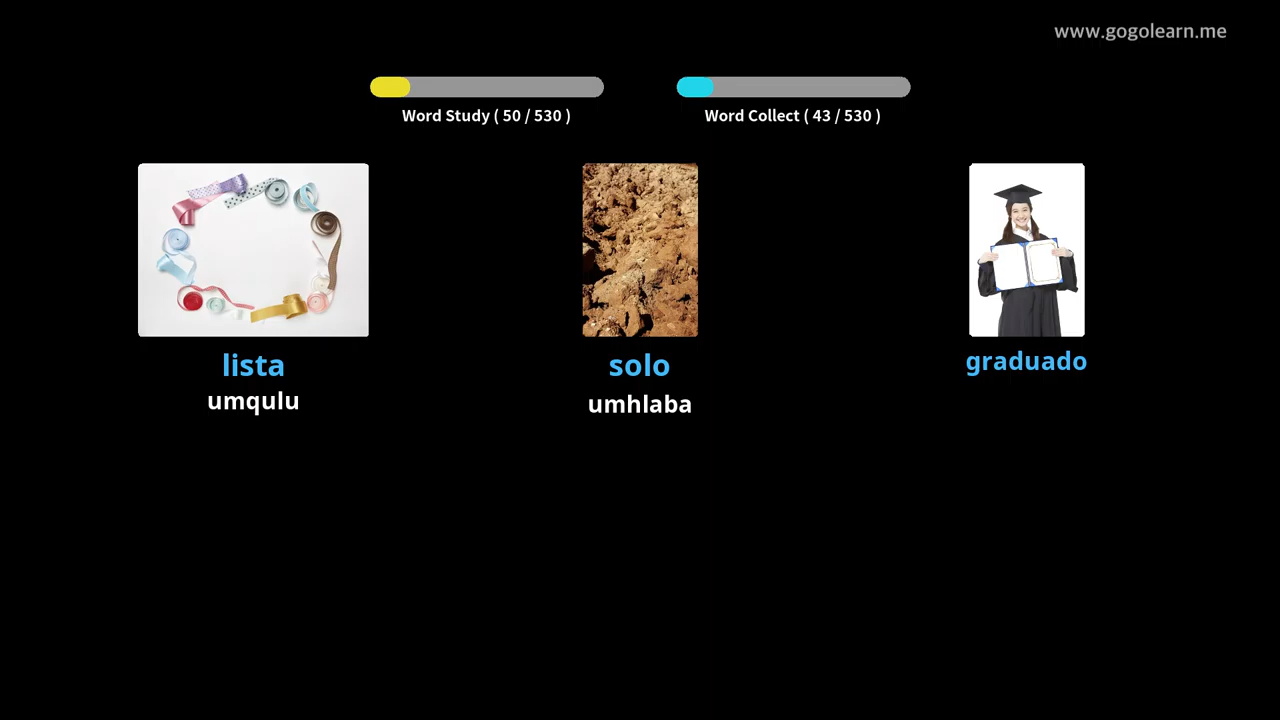 www.gogolearn.me
Word Study ( 50 / 530 )
Word Collect ( 43 / 530 )
lista
umqulu
solo
umhlaba
graduado